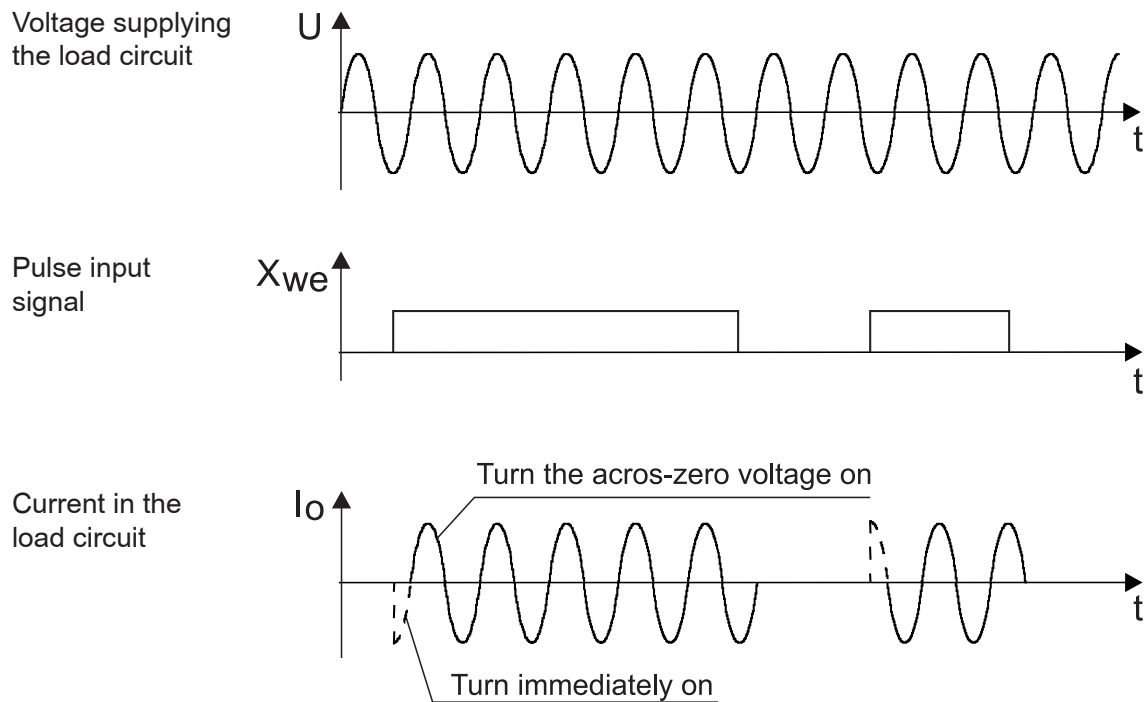 Voltage supplying
the load circuit
U
t
Pulse input
signal
Xwe
t
Turn the acros-zero voltage on
Current in the
load circuit
Io
t
Turn immediately on